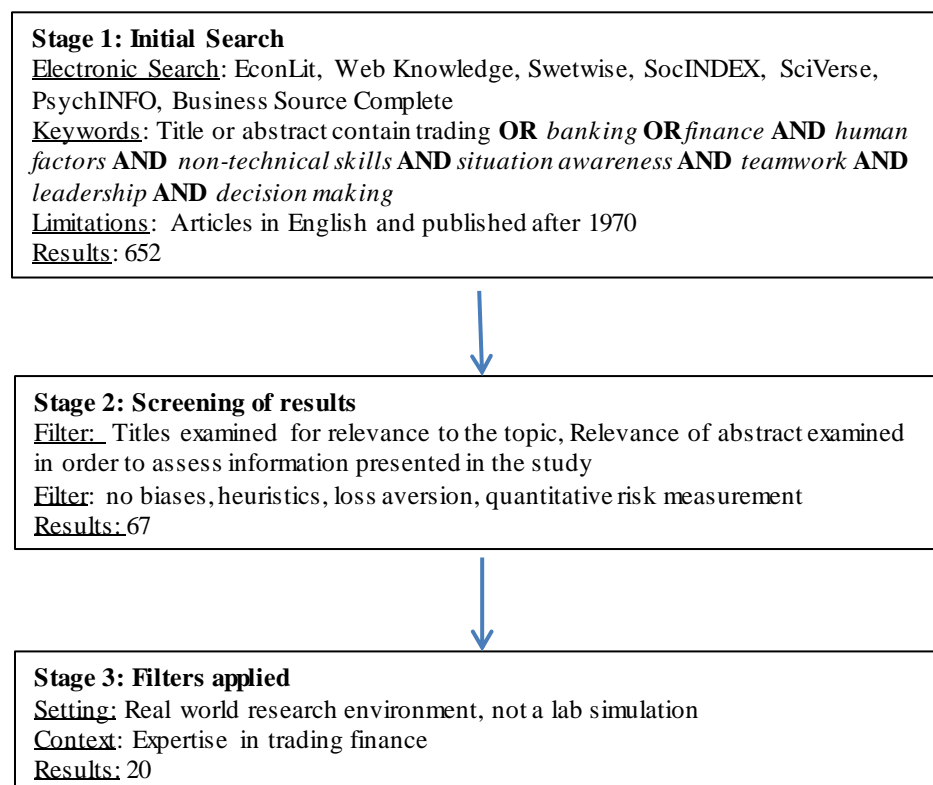 Stage 1: Initial Search
Electronic Search: EconLit, Web Knowledge, Swetwise, SocINDEX, SciVerse,
PsychINFO, Business Source Complete
Keywords: Title or abstract contain trading OR banking OR finance AND human
factors AND non-technical skills AND situation awareness AND teamwork AND
leadership AND decision making
Limitations: Articles in English and published after 1970
Results: 652
Stage 2: Screening of results
Filter: Titles examined for relevance to the topic, Relevance of abstract examined
in order to assess information presented in the study
Filter: no biases, heuristics, loss aversion, quantitative risk measurement
Results: 67
Stage 3: Filters applied
Setting: Real world research environment, not a lab simulation
Context: Expertise in trading finance
Results: 20